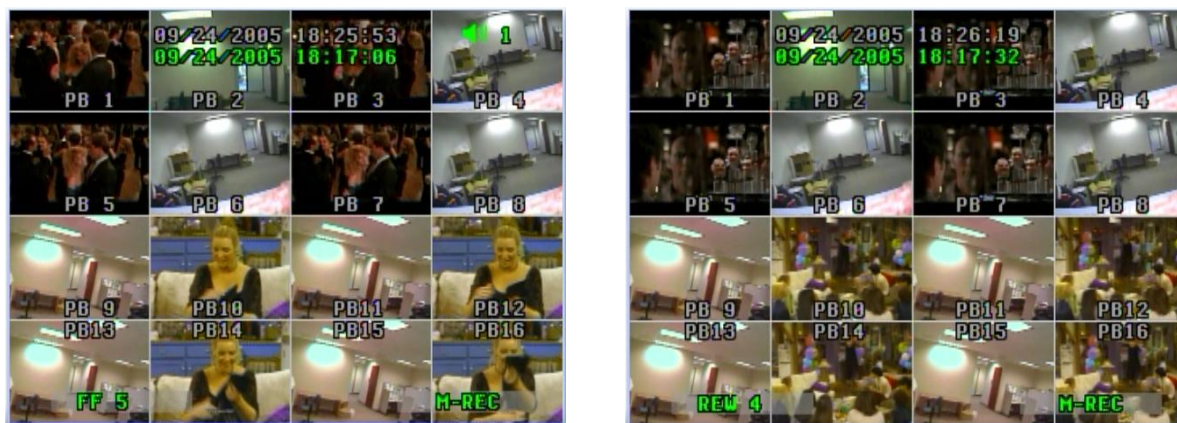 09/24/2005 18:25:53 1
09/24/2005 18:17:06
PB 1 PB 2 PB 3 PB 4
PB 5 PB 6 PB 7 PB 8
PB 9 PB10 PB11 PB12
PB13 PB14 PB15 PB16
FF 5 M-REC
09/24/2005 18:26:19
09/24/2005 18:17:32
PB 1 PB 2 PB 3 PB 4
PB 5 PB 6 PB 7 PB 8
PB 9 PB10 PB11 PB12
PB13 PB14 PB15 PB16
REW 4 M-REC